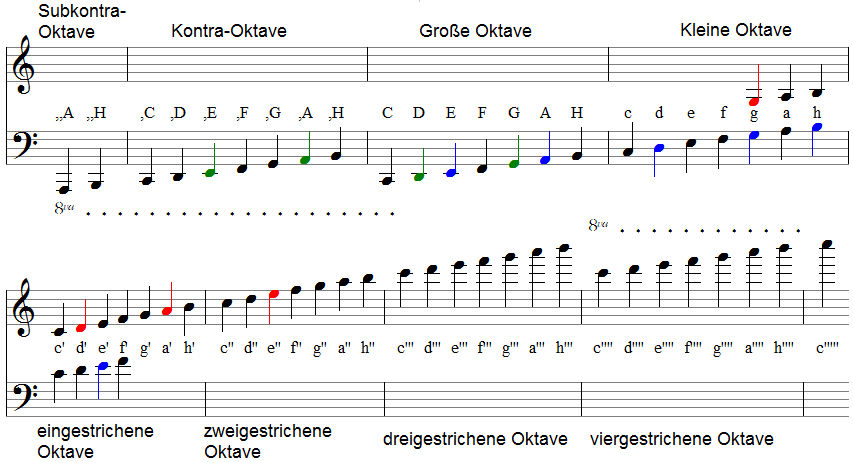 Subkontra-
Oktave
Kontra-Oktave
Große Oktave
Kleine Oktave
,,A ,,H ,C ,D ,E ,F ,G ,A ,H C D E F G A H c d e f g a h
8va
8va
c' d' e' f' g' a' h' c'' d'' e'' f'' g'' a'' h'' c''' d''' e''' f''' g''' a''' h''' c'''' d'''' e'''' f'''' g'''' a'''' h'''' c'''''
eingestrichene
Oktave
zweigestrichene
Oktave
dreigestrichene Oktave
viergestrichene Oktave